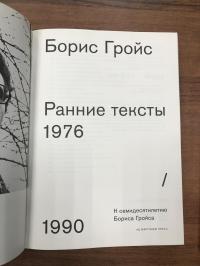 Борис Гройс
Ранние тексты
1976
/
К семидесятилетию
Бориса Гройса
1990